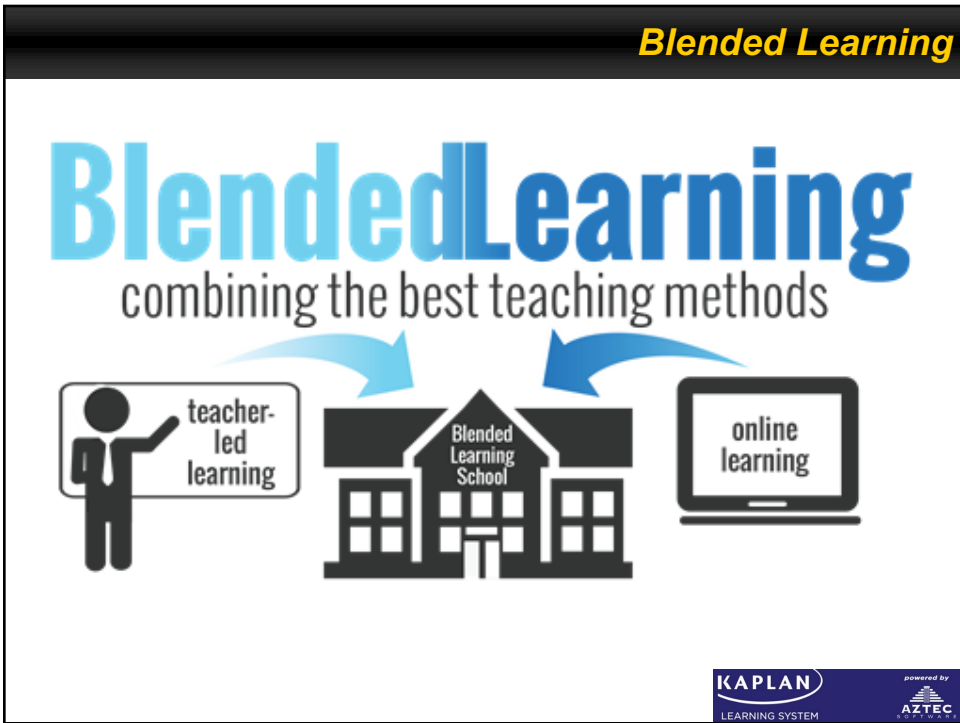 Blended Learning
BlendedLearning
combining the best teaching methods
teacher-
led
learning
Blended
Learning
School
online
learning
KAPLAN
LEARNING SYSTEM
powered by
AZTEC
SOFTWARE